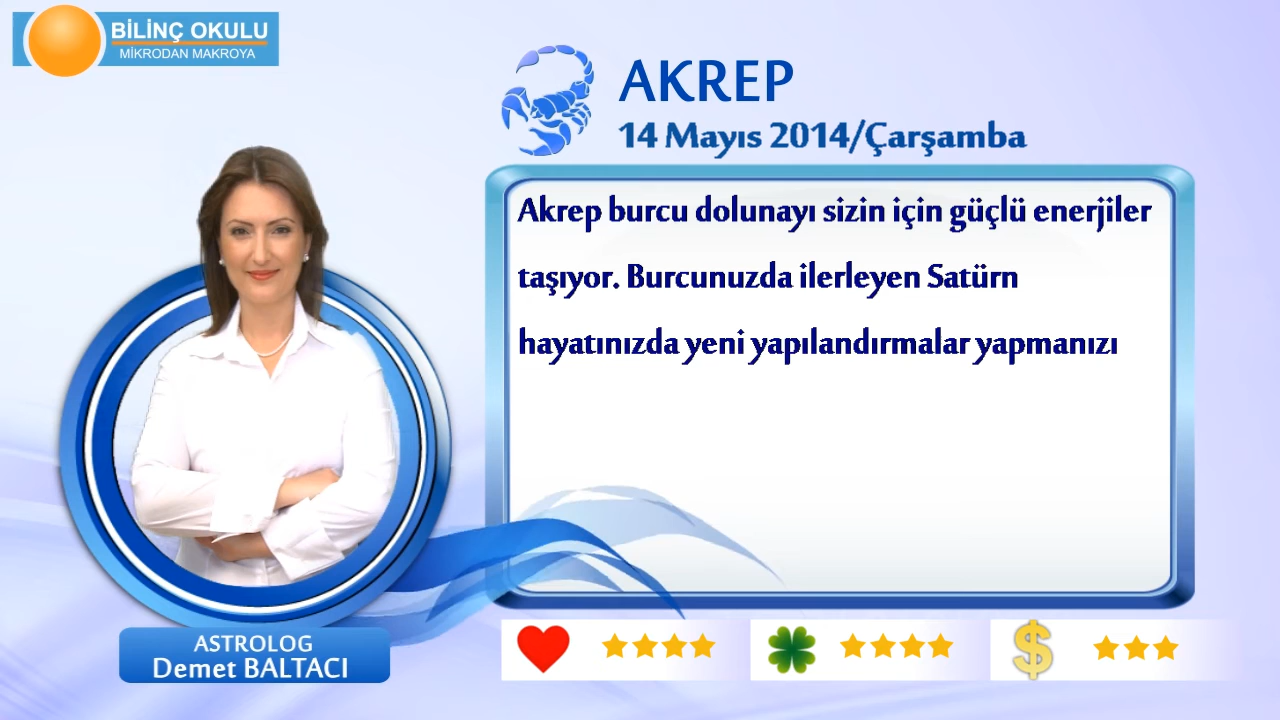 BİLİNÇ OKULU
MİKRODAN MAKROYA
AKREP
14 Mayıs 2014/Çarşamba
Akrep burcu dolunayı sizin için güçlü enerjiler
taşıyor. Burcunuzda ilerleyen Satürn
hayatınızda yeni yapılandırmalar yapmanızı
ASTROLOG
Demet BALTACI
$